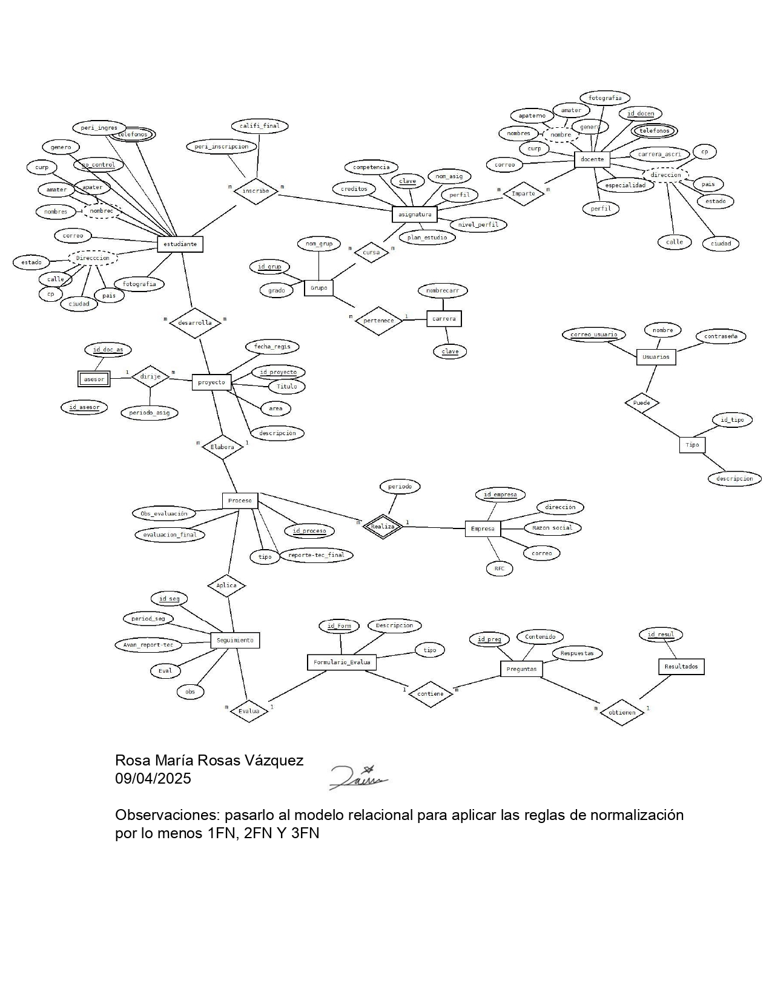 fotografia
amater
apaterno
id_docen
peri_ingres
telefonos
califi_final
nombres
nombre
genero
telefonos
genero
peri_inscripcion
curp
carrera_ascri
cp
curp
no_control
competencia
correo
docente
nom_asig
clave
direccion
amater
apater
inscribe
m
m
creditos
perfil
m
Imparte
m
especialidad
pais
estado
nombres
nombrec
asignatura
perfil
correo
nivel_perfil
plan_estudio
estudiante
nom_grup
m
cursa
m
calle
ciudad
estado
Direcccion
id_grup
calle
cp
fotografia
grado
Grupo
nombrecarr
ciudad
pais
m
desarrolla
m
m
pertenece
1
carrera
correo_usuario
nombre
contraseña
id_doc_as
fecha_regis
clave
Usuarios
asesor
1
dirije
m
proyecto
id_proyecto
Titulo
id_asesor
periodo_asig
area
Puede
id_tipo
descripción
m
Elabora
1
Tipo
descripcion
periodo
Proceso
id_empresa
Obs_evaluación
dirección
m
Realiza
1
Empresa
Razon social
evaluacion_final
id_proceso
tipo
reporte-tec_final
correo
RFC
Aplica
id_seg
period_seg
id_Form
Descripcion
id_preg
Contenido
id_resul
Avan_report-tec
Seguimiento
tipo
Respuestas
Formulario_Evalua
Preguntas
Resultados
Eval
obs
1
contiene
m
m
Evalua
1
m
obtienen
1
Rosa María Rosas Vázquez
09/04/2025
Observaciones: pasarlo al modelo relacional para aplicar las reglas de normalización
por lo menos 1FN, 2FN Y 3FN